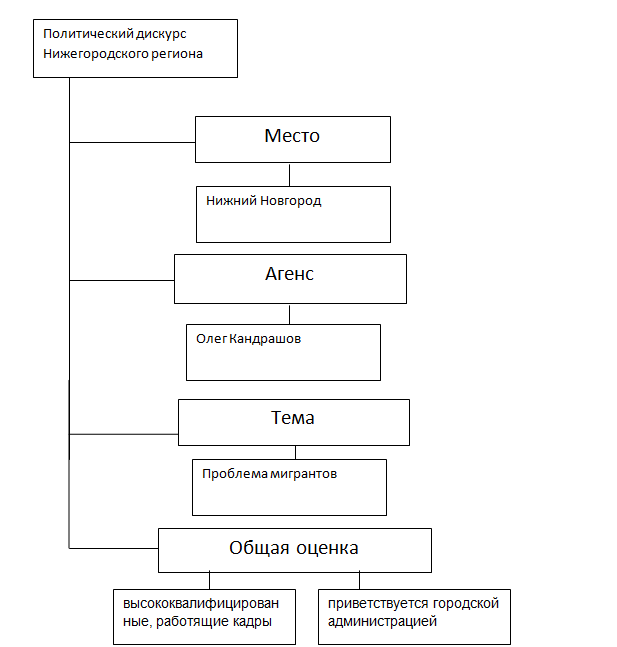 Политический дискурс
Нижегородского региона
Место
Нижний Новгород
Агенс
Олег Кандрашов
Тема
Проблема мигрантов
Общая оценка
высококвалифицирован
ные, работящие кадры
приветствуется городской
администрацией